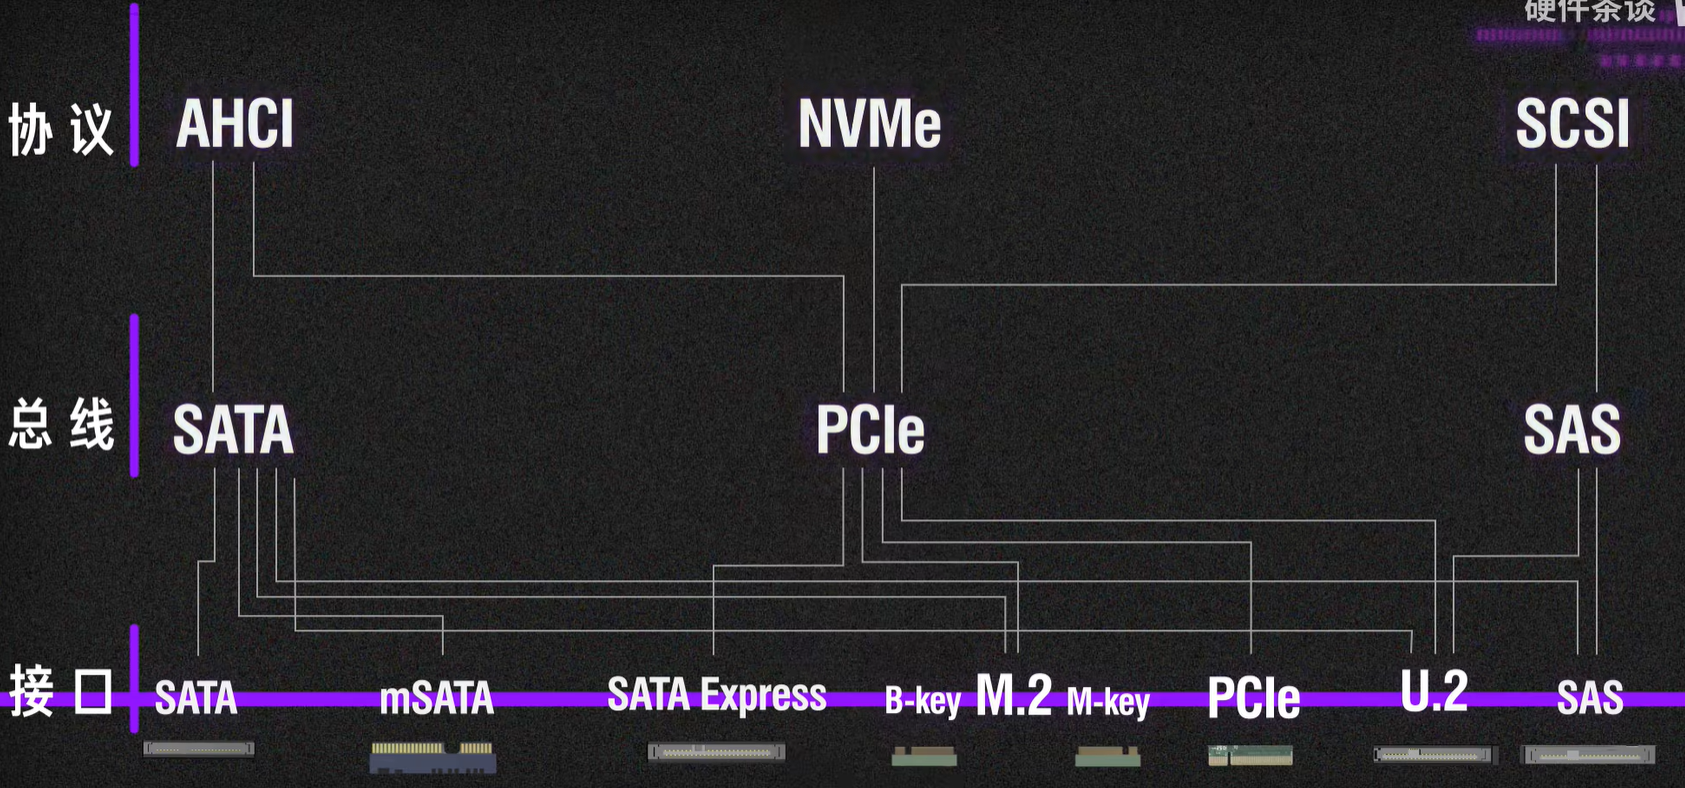 硬件茶谈
协议 AHCI NVMe SCSI
总线 SATA PCIe SAS
接口 SATA mSATA SATA Express B-key M.2 M-key PCIe U.2 SAS